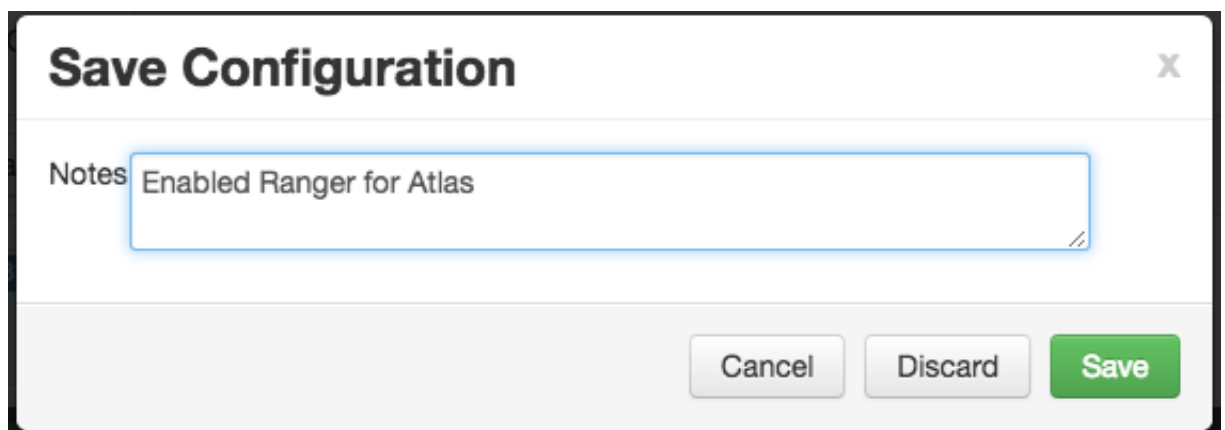 Save Configuration x
Notes Enabled Ranger for Atlas
Cancel Discard Save